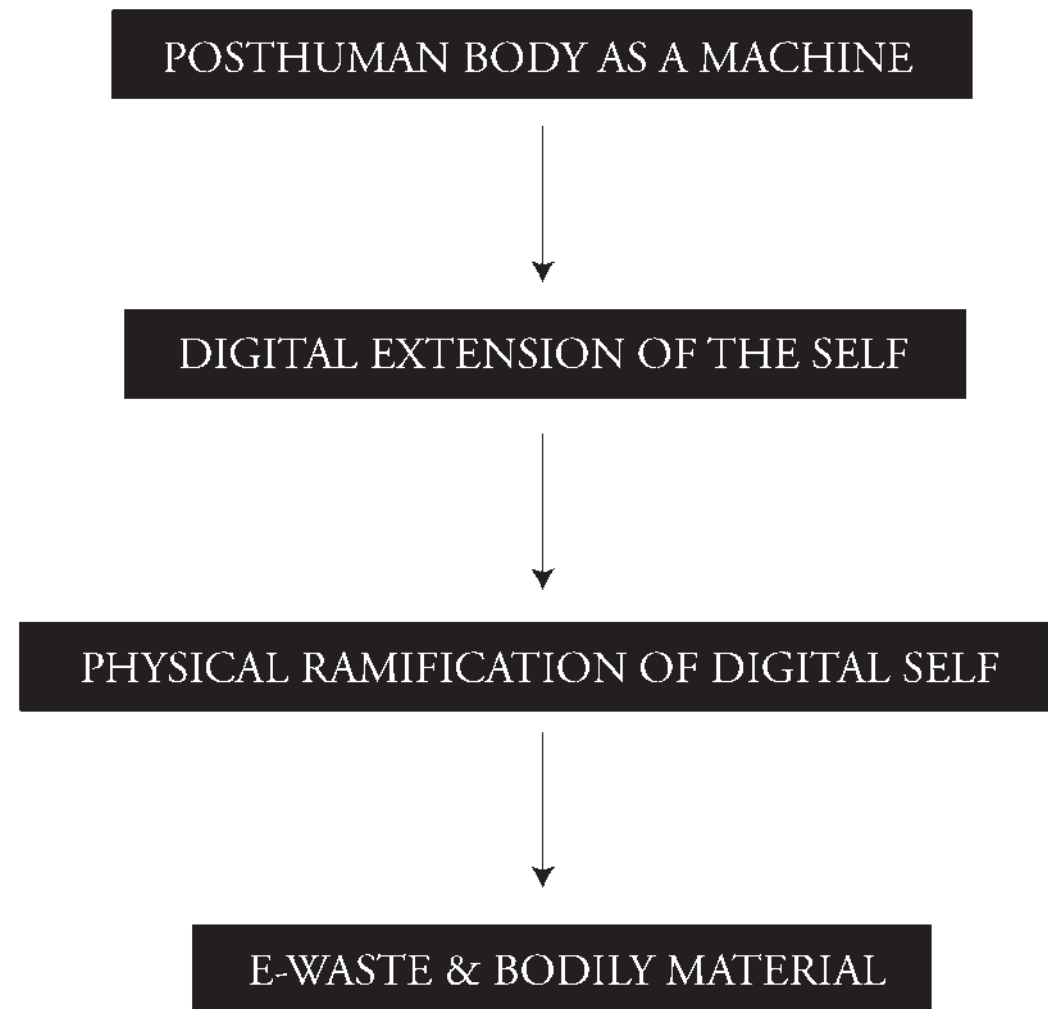 POSTHUMAN BODY AS A MACHINE
DIGITAL EXTENSION OF THE SELF
PHYSICAL RAMIFICATION OF DIGITAL SELF
E-WASTE & BODILY MATERIAL